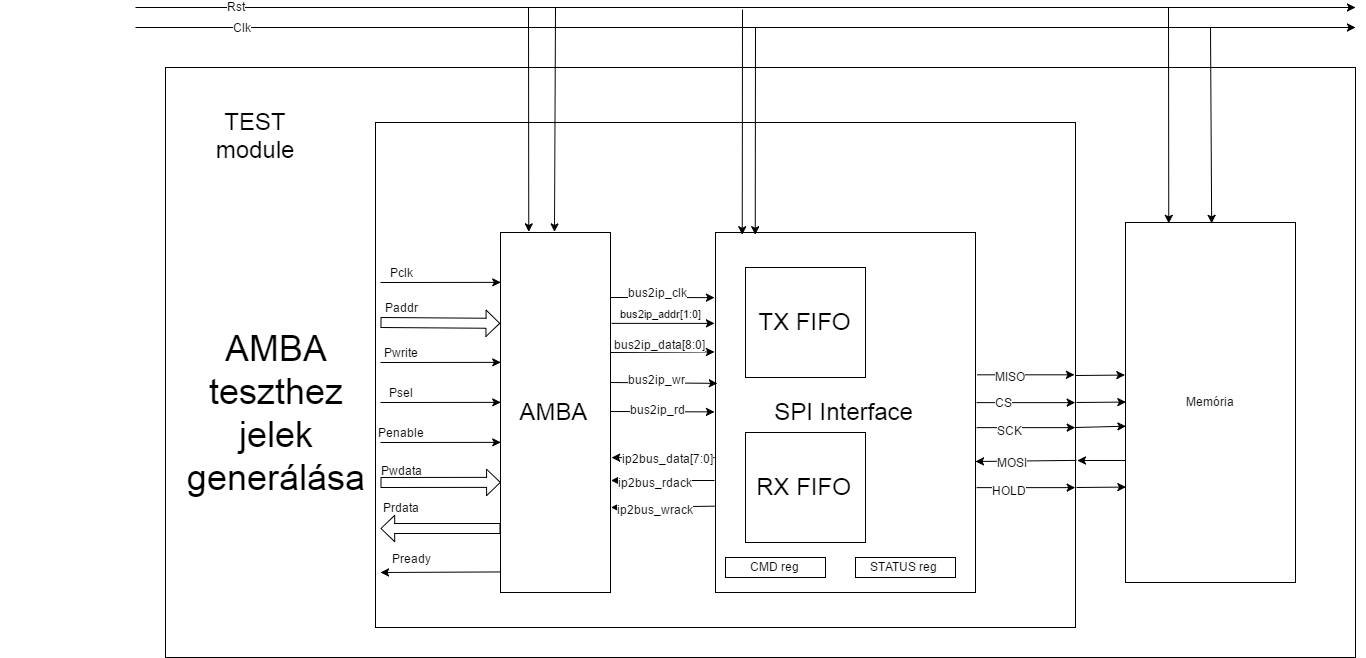 Rst
Clk
TEST
module
AMBA
teszthez
jelek
generálása
Pclk
Paddr
Pwrite
Psel
Penable
Pwdata
Prdata
Pready
AMBA
bus2ip_clk
bus2ip_addr[1:0]
bus2ip_data[8:0]
bus2ip_wr
bus2ip_rd
ip2bus_data[7:0]
ip2bus_rdack
ip2bus_wrack
TX FIFO
SPI Interface
RX FIFO
CMD reg
STATUS reg
MISO
CS
SCK
MOSI
HOLD
Memória